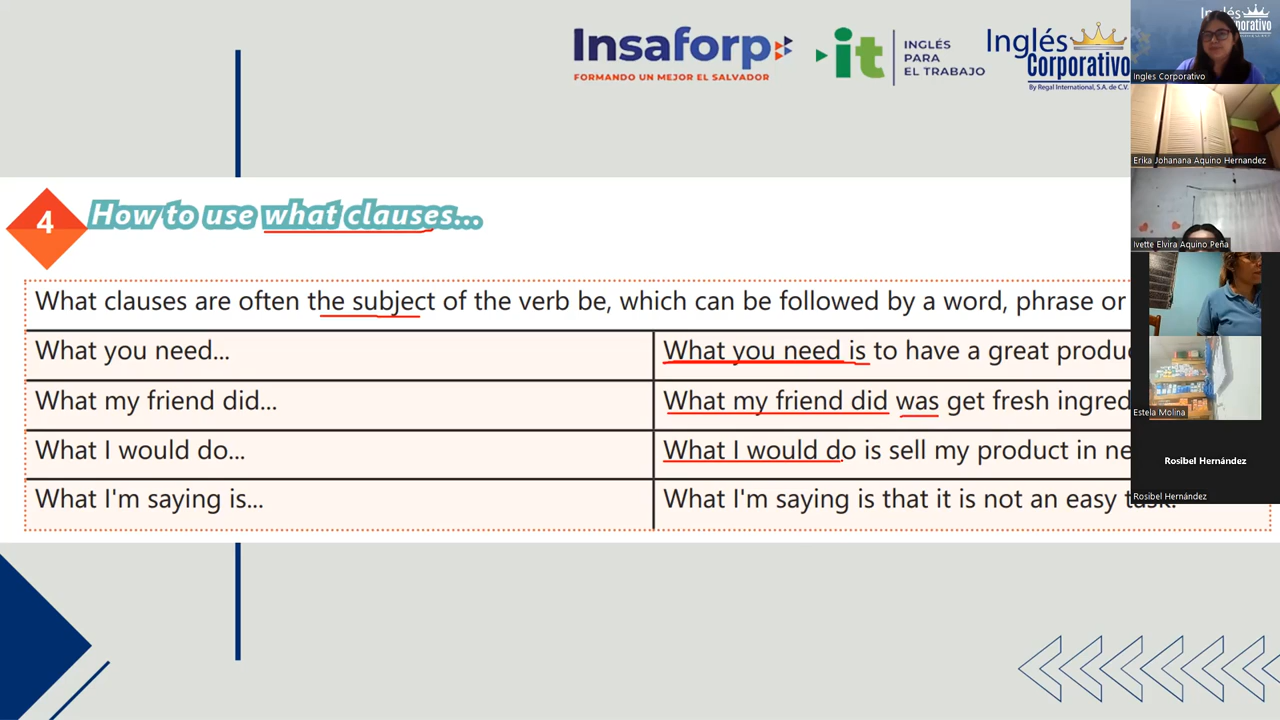 Insaforp
FORMANDO UN MEJOR EL SALVADOR
it
INGLÉS
PARA
EL TRABAJO
Inglés
Corporativo
By Regal International, S.A. de C.V.
4
How to use what clauses...
What clauses are often the subject of the verb be, which can be followed by a word, phrase or
What you need...
What you need is to have a great
What my friend did...
What my friend did was get fresh
What I would do...
What I would do is sell my product in
What I'm saying is...
What I'm saying is that it is not an easy task.
Inglés
Ingles Corporativo
Erika Johanana Aquino Hernandez
Ivette Elvira Aquino Peña
Estela Molina
Rosibel Hernández
Rosibel Hernández